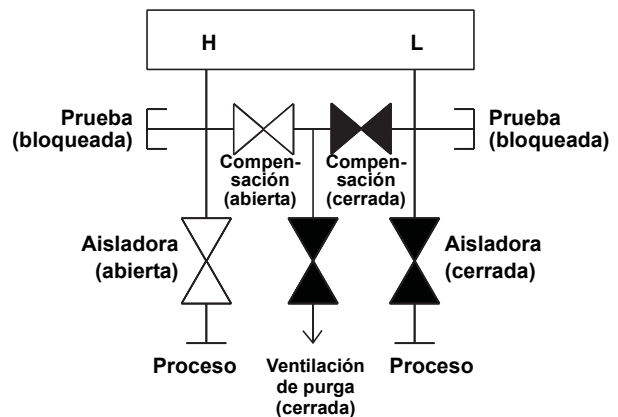 H
L
Prueba
(bloqueada)
Prueba
(bloqueada)
Compen-
sación
(abierta)
Compen-
sación
(cerrada)
Aisladora
(abierta)
Aisladora
(cerrada)
Proceso
Ventilación
de purga
(cerrada)
Proceso